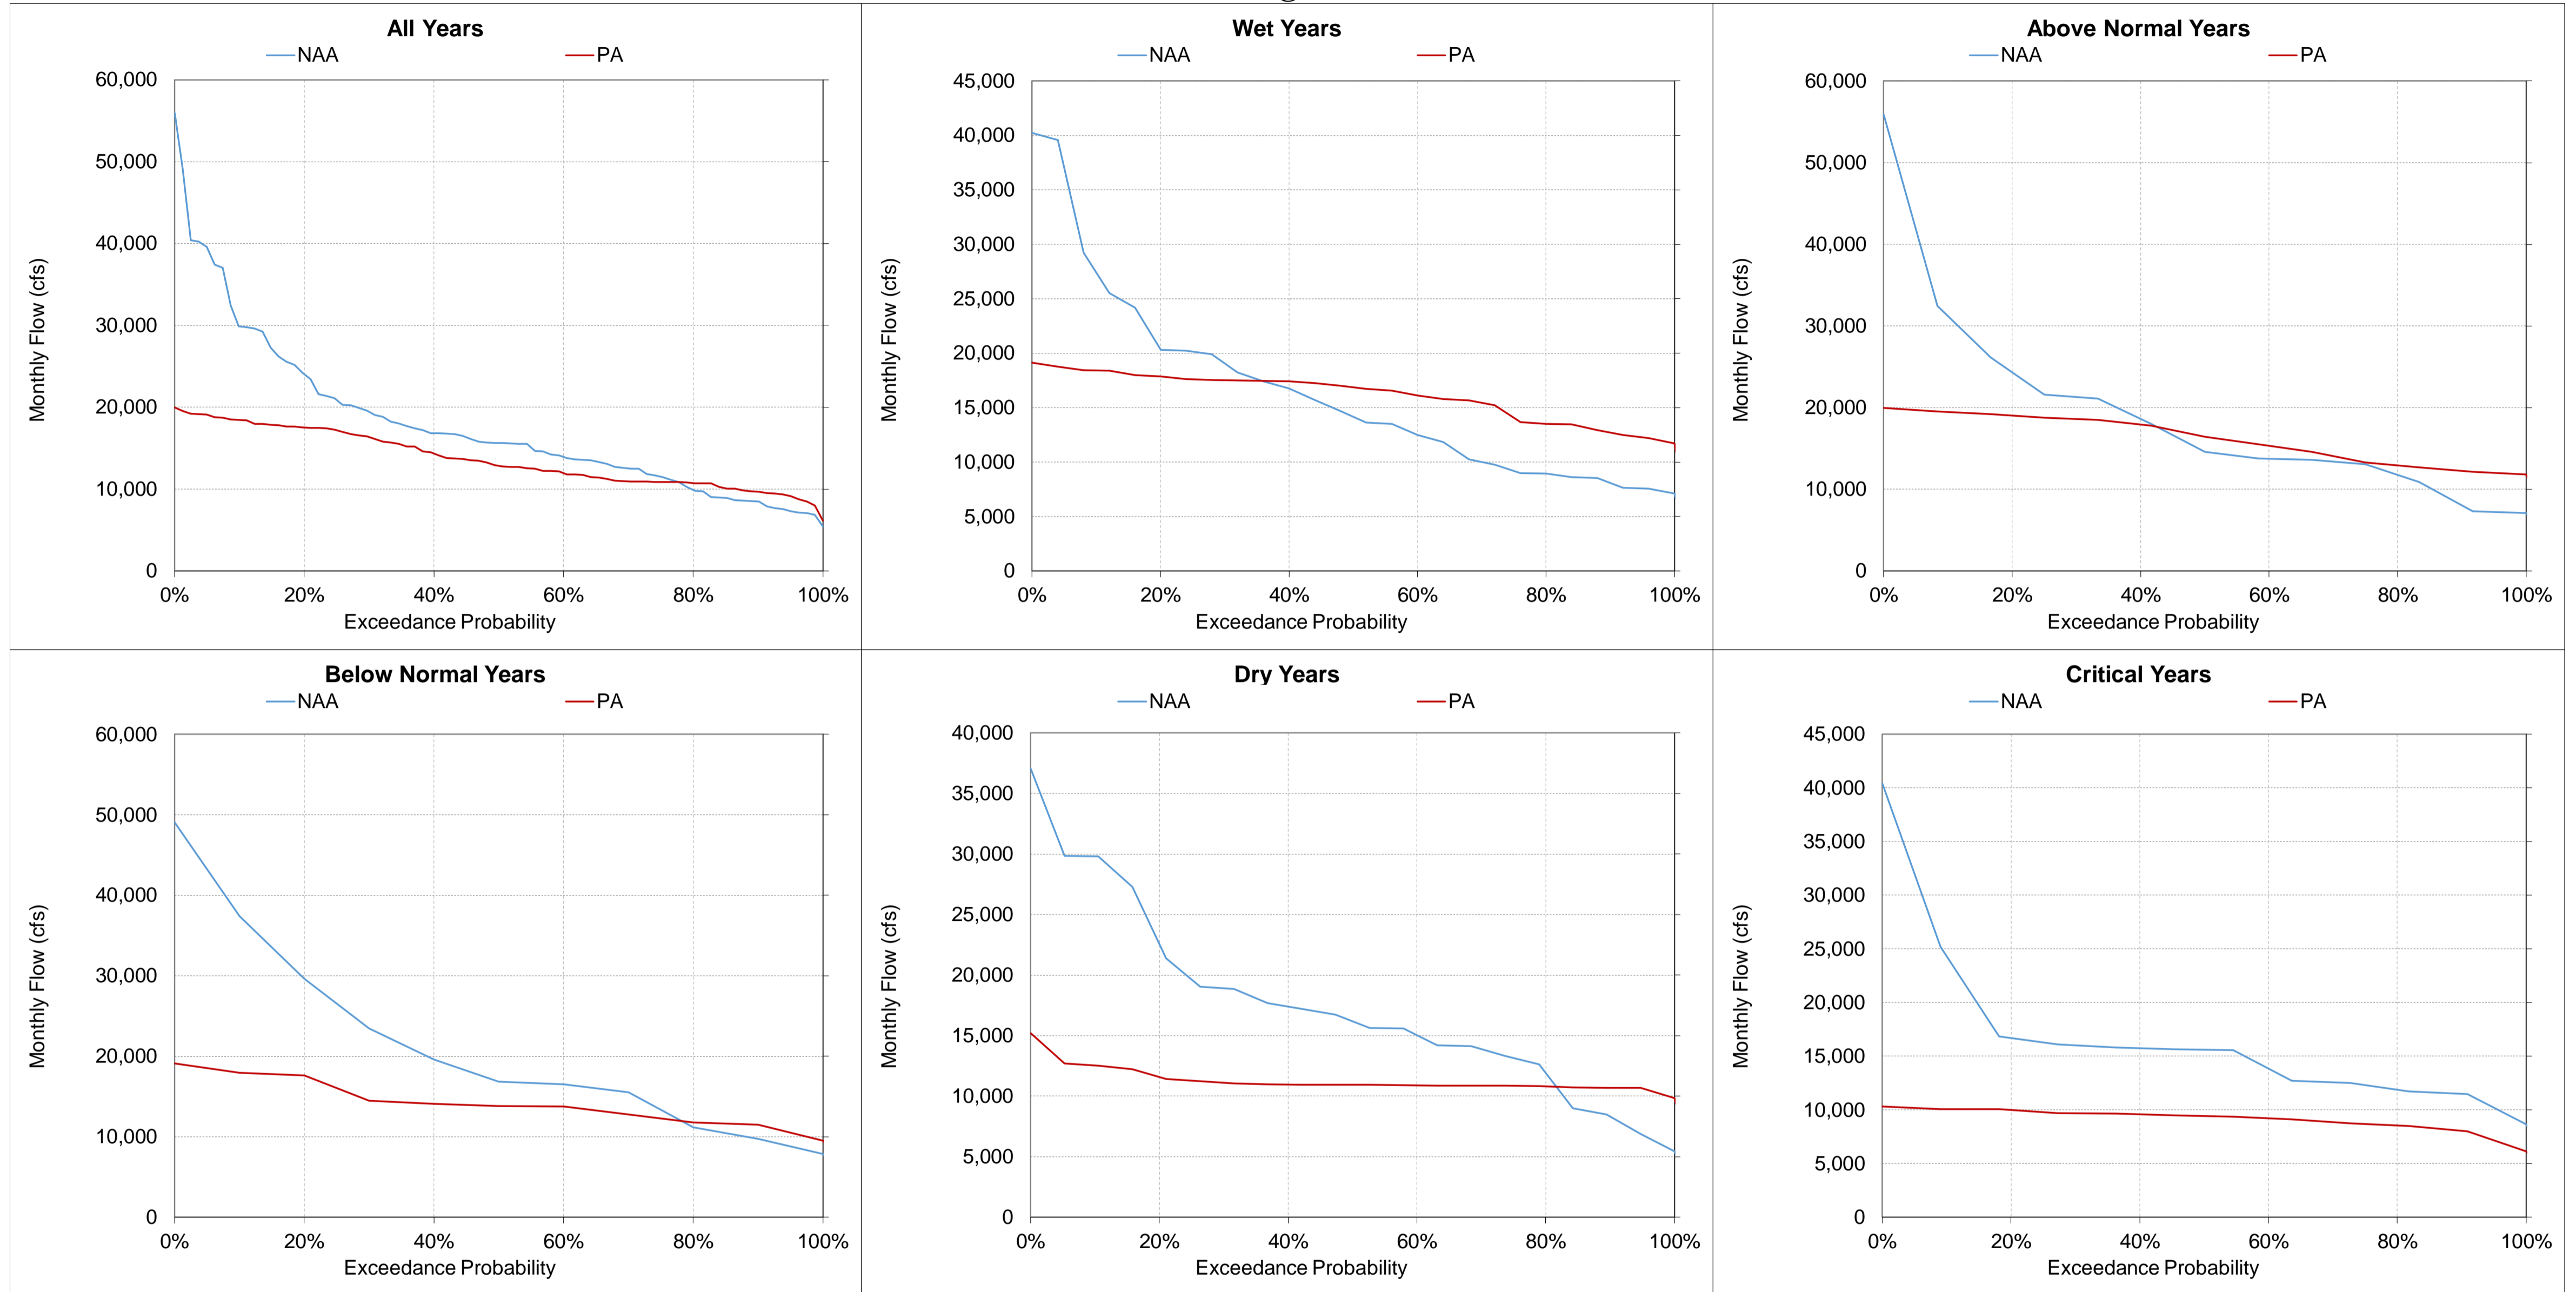 All Years
NAA PA
60,000
50,000
40,000
30,000
20,000
10,000
0
Monthly Flow (cfs)
0% 20% 40% 60% 80% 100%
Exceedance Probability
Wet Years
NAA PA
45,000
40,000
35,000
30,000
25,000
20,000
15,000
10,000
5,000
0
Monthly Flow (cfs)
0% 20% 40% 60% 80% 100%
Exceedance Probability
Above Normal Years
NAA PA
60,000
50,000
40,000
30,000
20,000
10,000
0
Monthly Flow (cfs)
0% 20% 40% 60% 80% 100%
Exceedance Probability
Below Normal Years
NAA PA
60,000
50,000
40,000
30,000
20,000
10,000
0
Monthly Flow (cfs)
0% 20% 40% 60% 80% 100%
Exceedance Probability
Dry Years
NAA PA
40,000
35,000
30,000
25,000
20,000
15,000
10,000
5,000
0
Monthly Flow (cfs)
0% 20% 40% 60% 80% 100%
Exceedance Probability
Critical Years
NAA PA
45,000
40,000
35,000
30,000
25,000
20,000
15,000
10,000
5,000
0
Monthly Flow (cfs)
0% 20% 40% 60% 80% 100%
Exceedance Probability